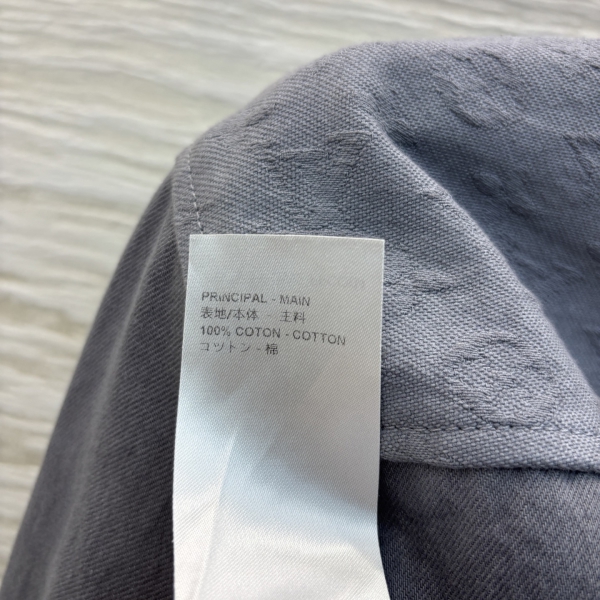 PRINCIPAL - MAIN
表地/本体 - 主料
100% COTON - COTTON
コットン - 棉